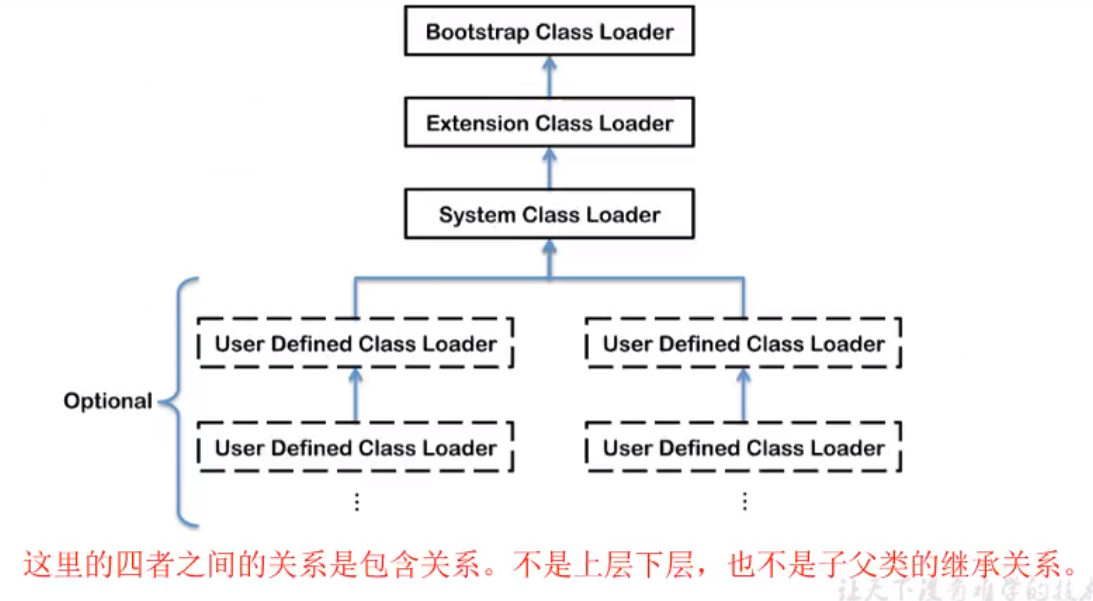 Bootstrap Class Loader
Extension Class Loader
System Class Loader
User Defined Class Loader
User Defined Class Loader
Optional
User Defined Class Loader
User Defined Class Loader
⋮
⋮
这里的四者之间的关系是包含关系。不是上层下层，也不是子父类的继承关系。
让天下没有难学的技术